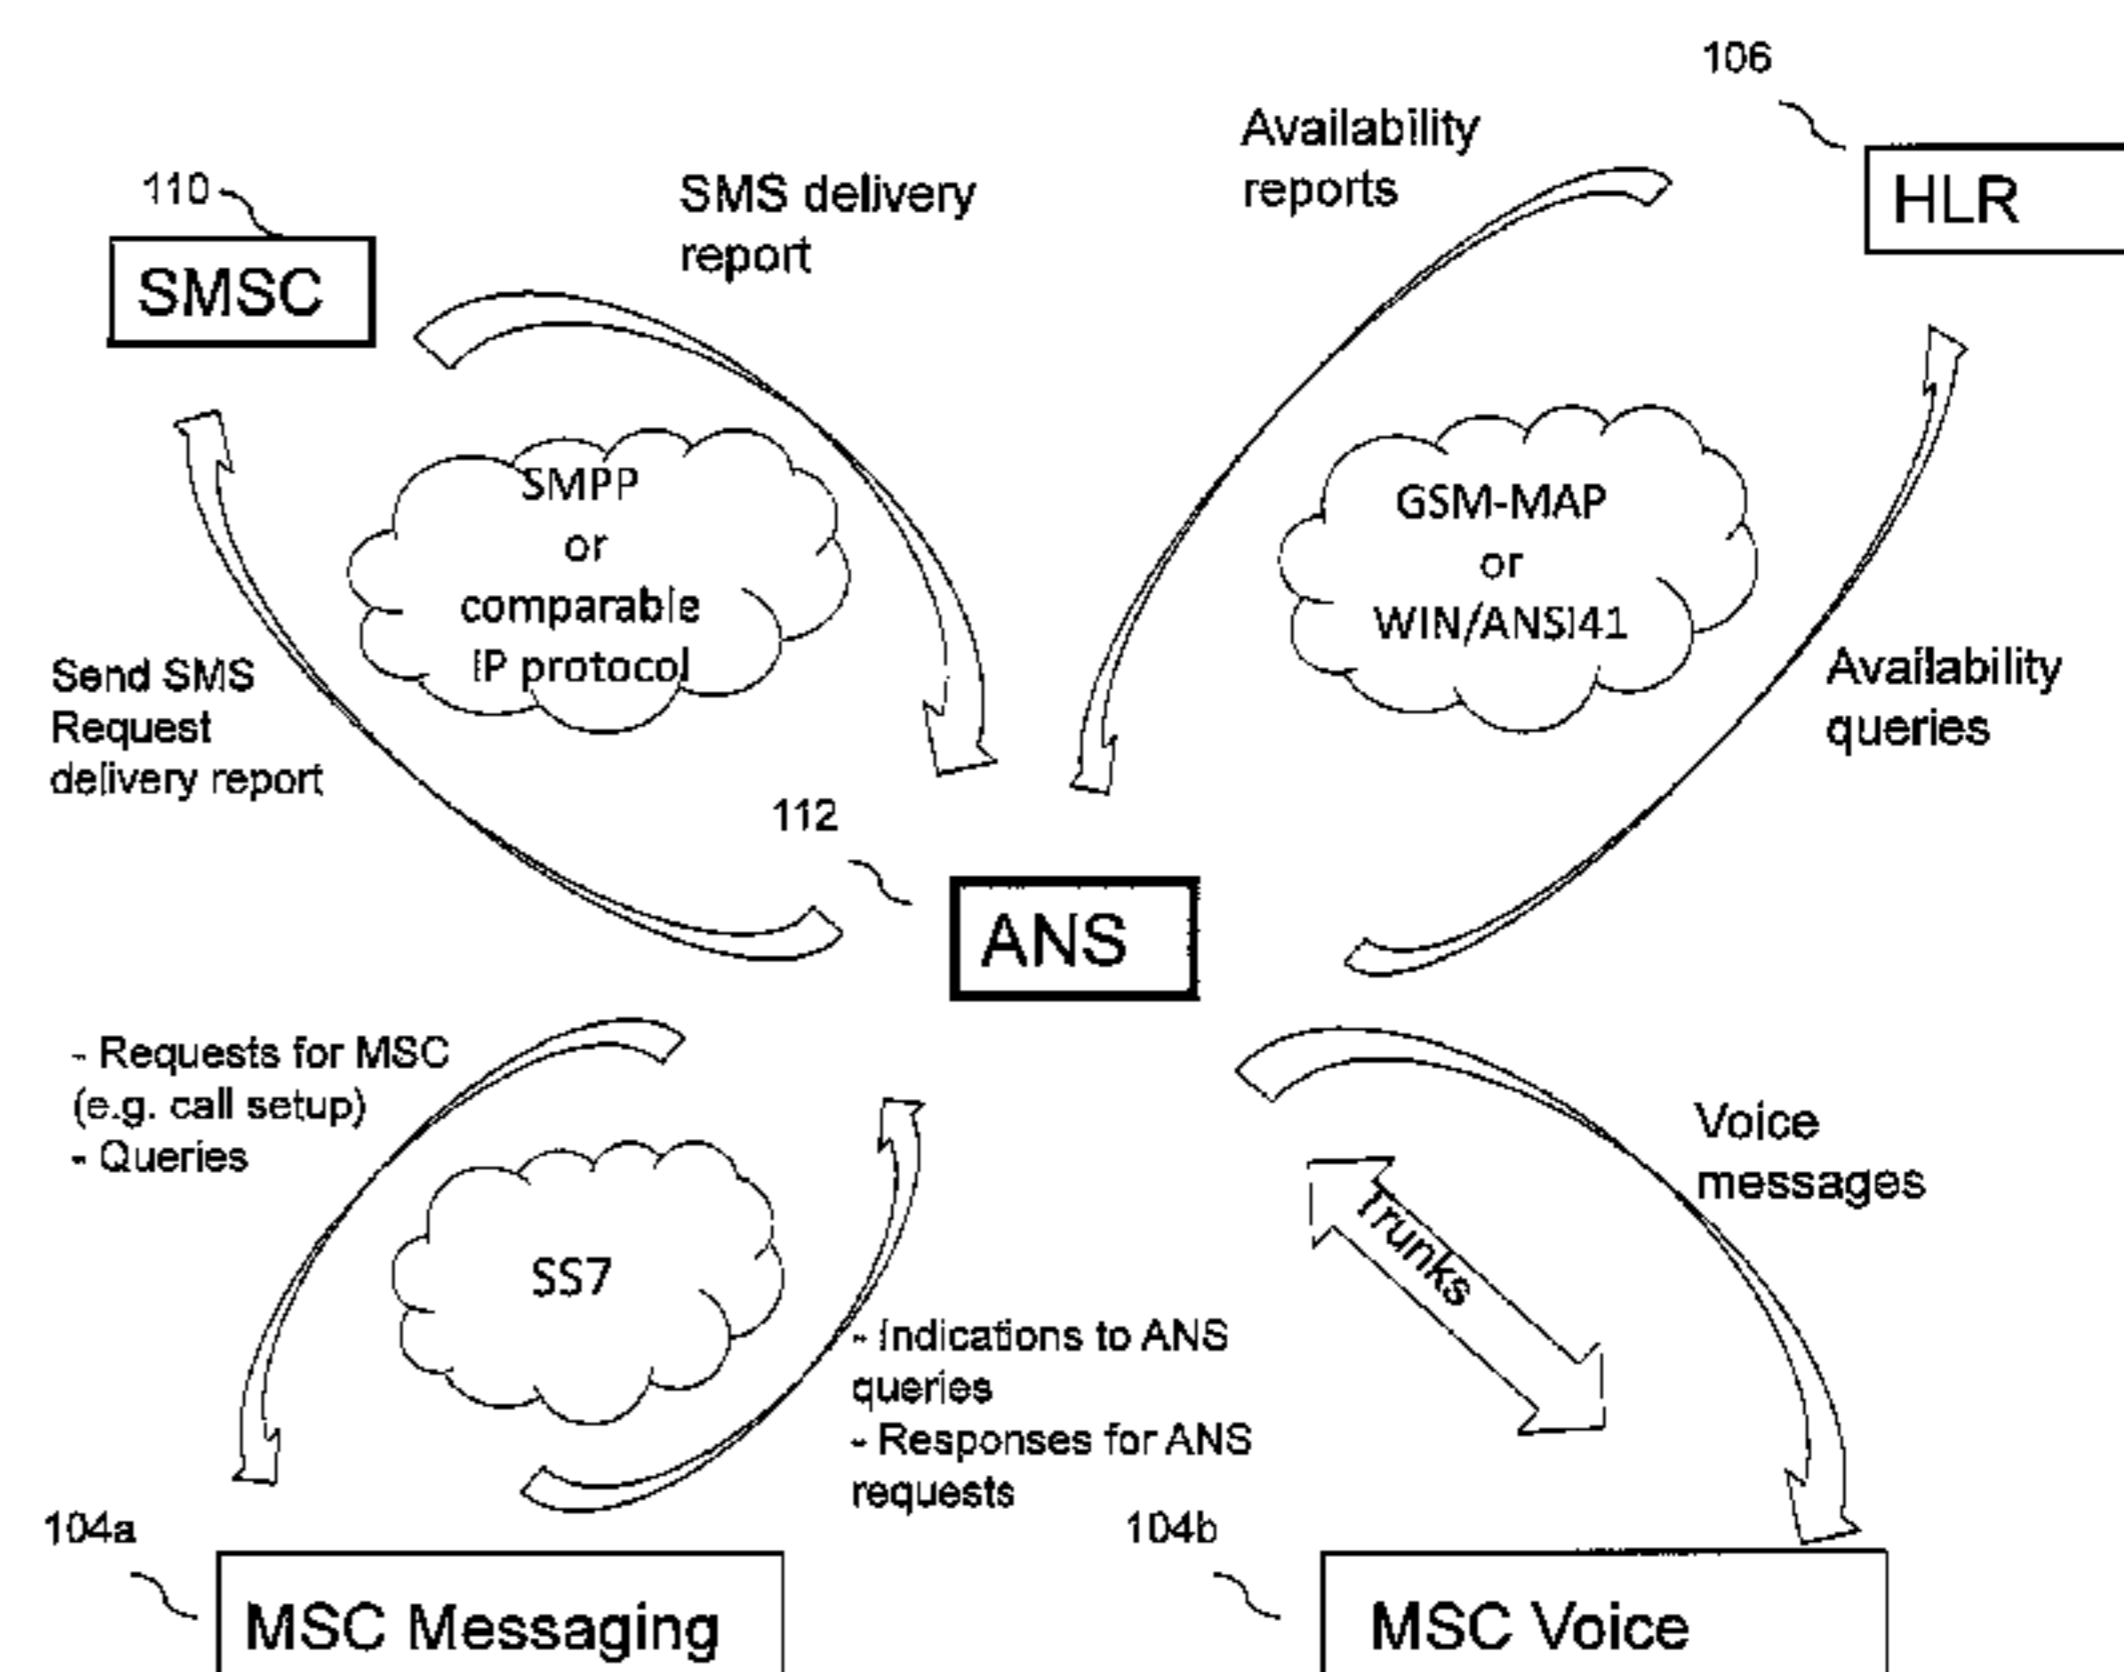 106
Availability
reports
HLR
110
SMSC
SMS delivery
report
SMPP
or
comparable
IP protocol
GSM-MAP
or
WIN/ANSI41
Send SMS
Request
delivery report
Availability
queries
112
ANS
- Requests for MSC
(e.g. call setup)
- Queries
SS7
- Indications to ANS
queries
- Responses for ANS
requests
Trunks
Voice
messages
104a
MSC Messaging
104b
MSC Voice